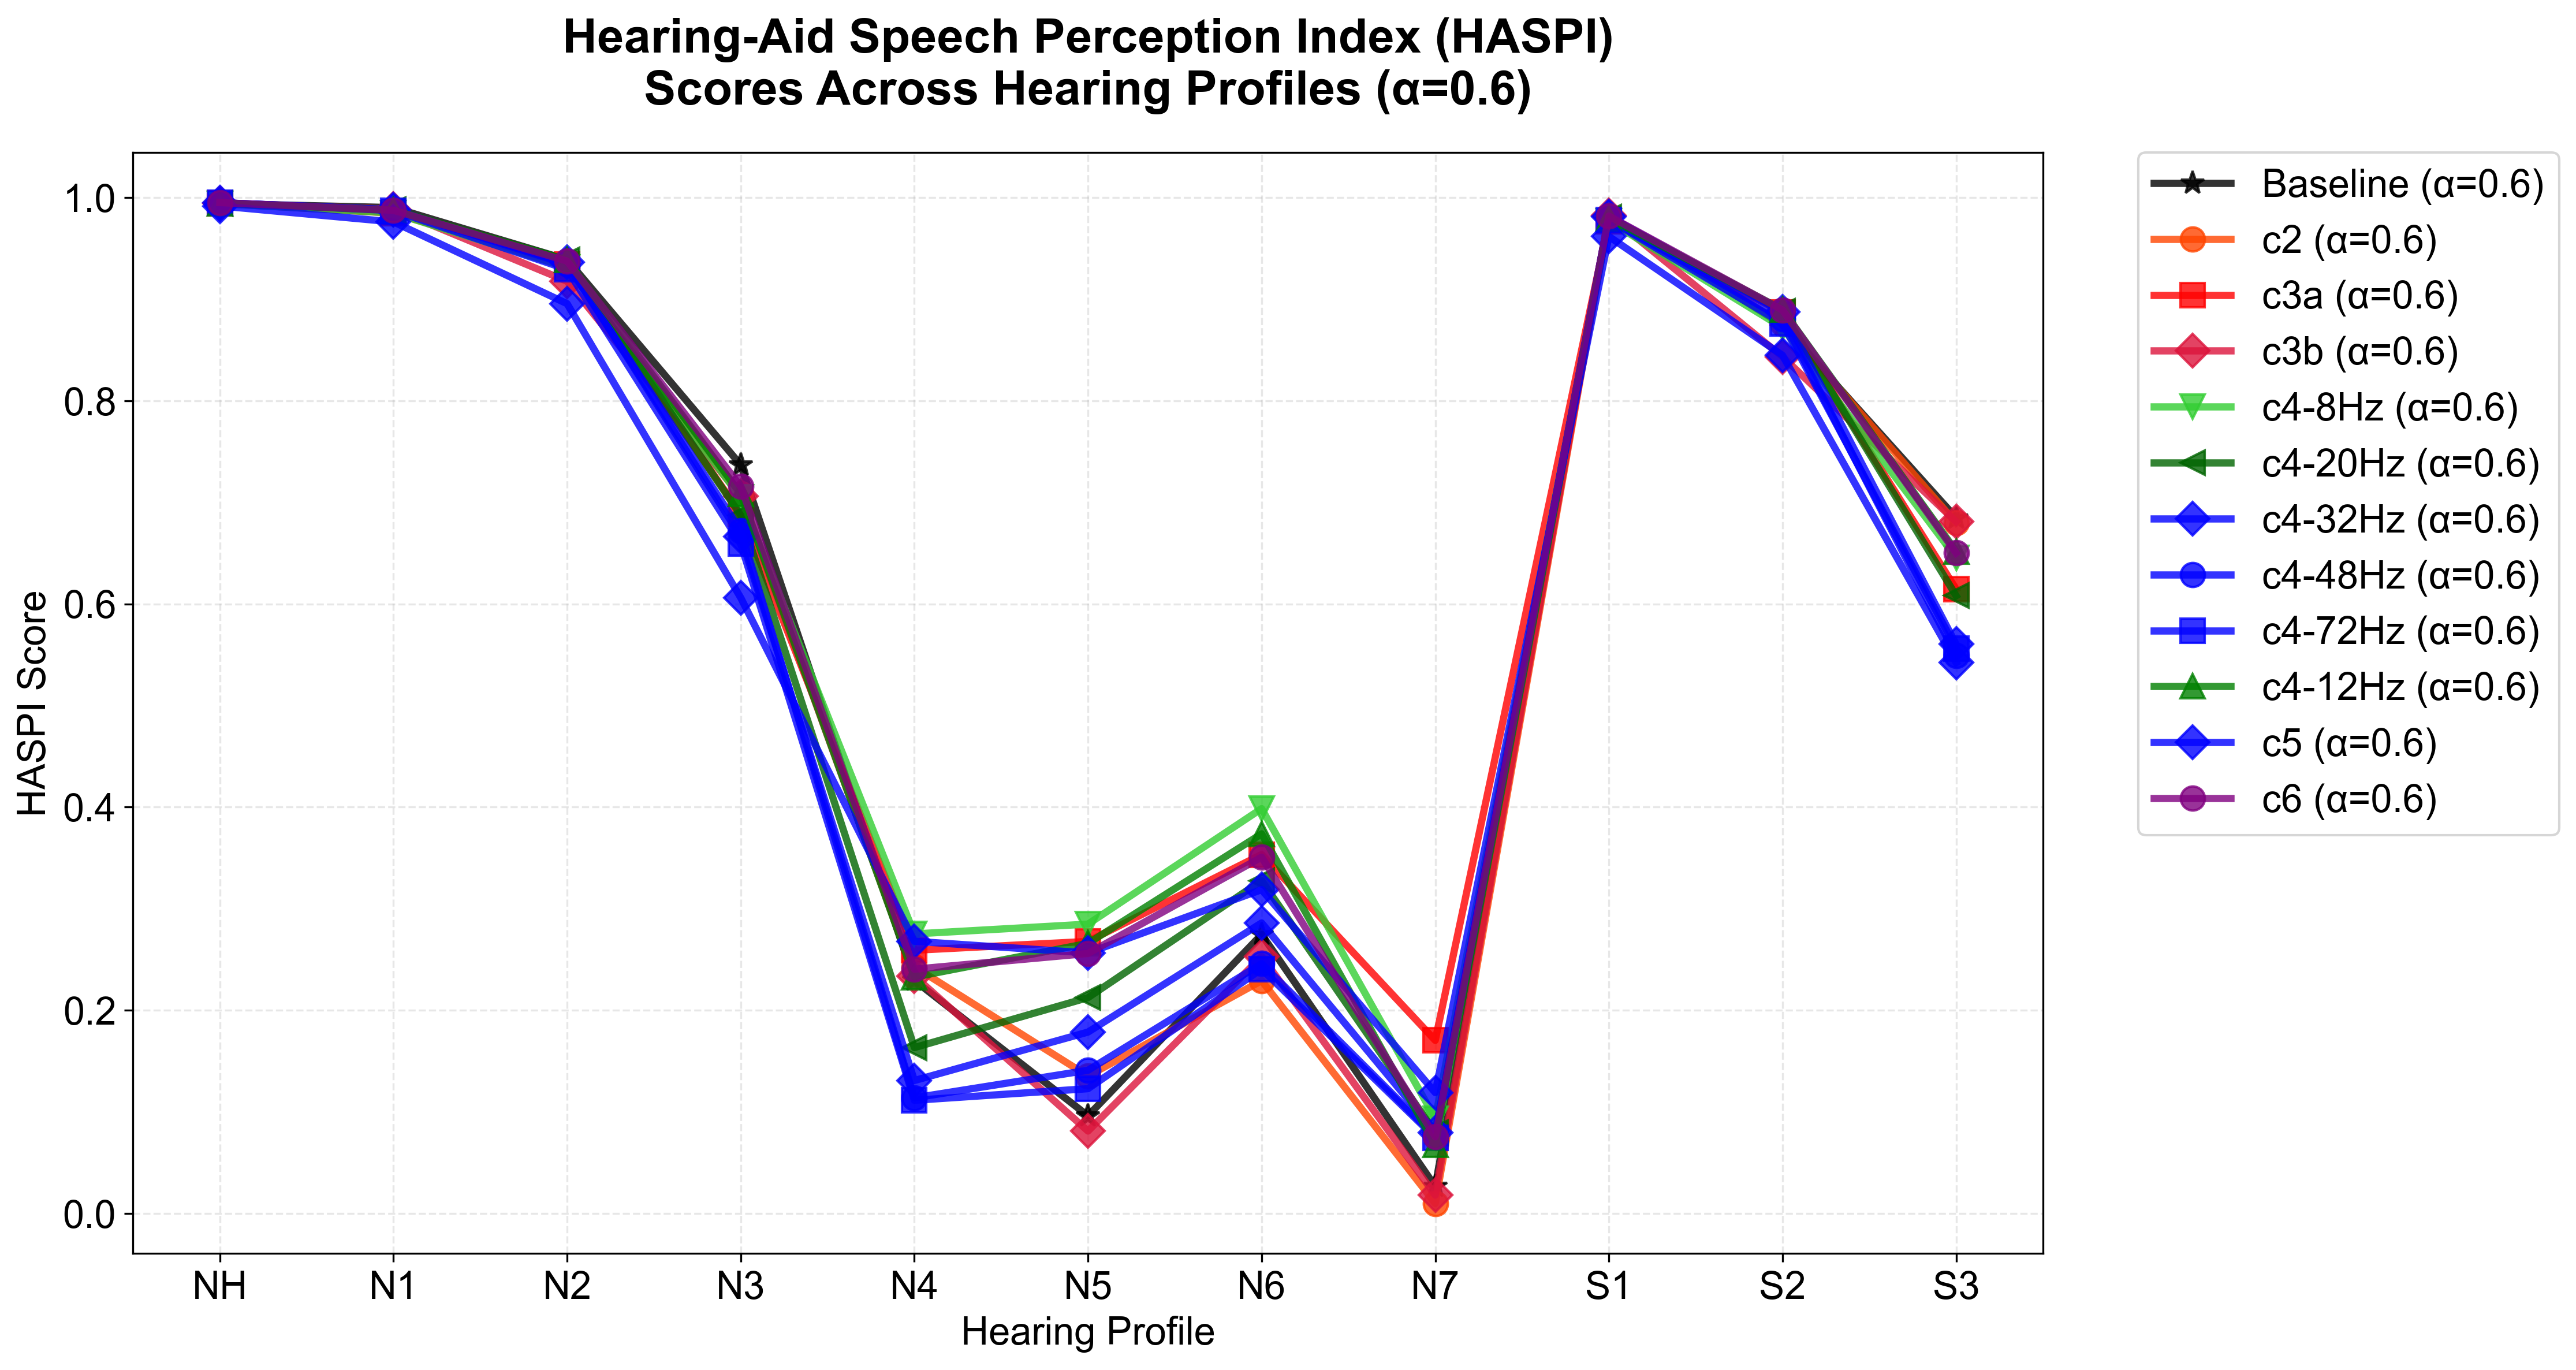 Hearing-Aid Speech Perception Index (HASPI)
Scores Across Hearing Profiles (α=0.6)
HASPI Score
1.0
0.8
0.6
0.4
0.2
0.0
NH N1 N2 N3 N4 N5 N6 N7 S1 S2 S3
Hearing Profile
Baseline (α=0.6)
c2 (α=0.6)
c3a (α=0.6)
c3b (α=0.6)
c4-8Hz (α=0.6)
c4-20Hz (α=0.6)
c4-32Hz (α=0.6)
c4-48Hz (α=0.6)
c4-72Hz (α=0.6)
c4-12Hz (α=0.6)
c5 (α=0.6)
c6 (α=0.6)